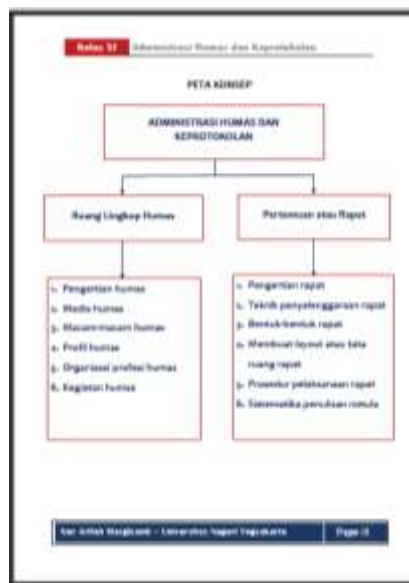 Kelas XI Administrasi Humas dan Keprotokolan
PETA KONSEP
ADMINISTRASI HUMAS DAN
KEPROTOKOLAN
Ruang Lingkup Humas
Pertemuan atau Rapat
1. Pengertian humas
2. Media humas
3. Macam-macam humas
4. Profil humas
5. Organisasi profesi humas
6. Kegiatan humas
1. Pengertian rapat
2. Teknik penyelenggaraan rapat
3. Bentuk-bentuk rapat
4. Membuat layout atau tata
ruang rapat
5. Prosedur pelaksanaan rapat
6. Sistematika penulisan notula
Universitas Negeri Yogyakarta
Page